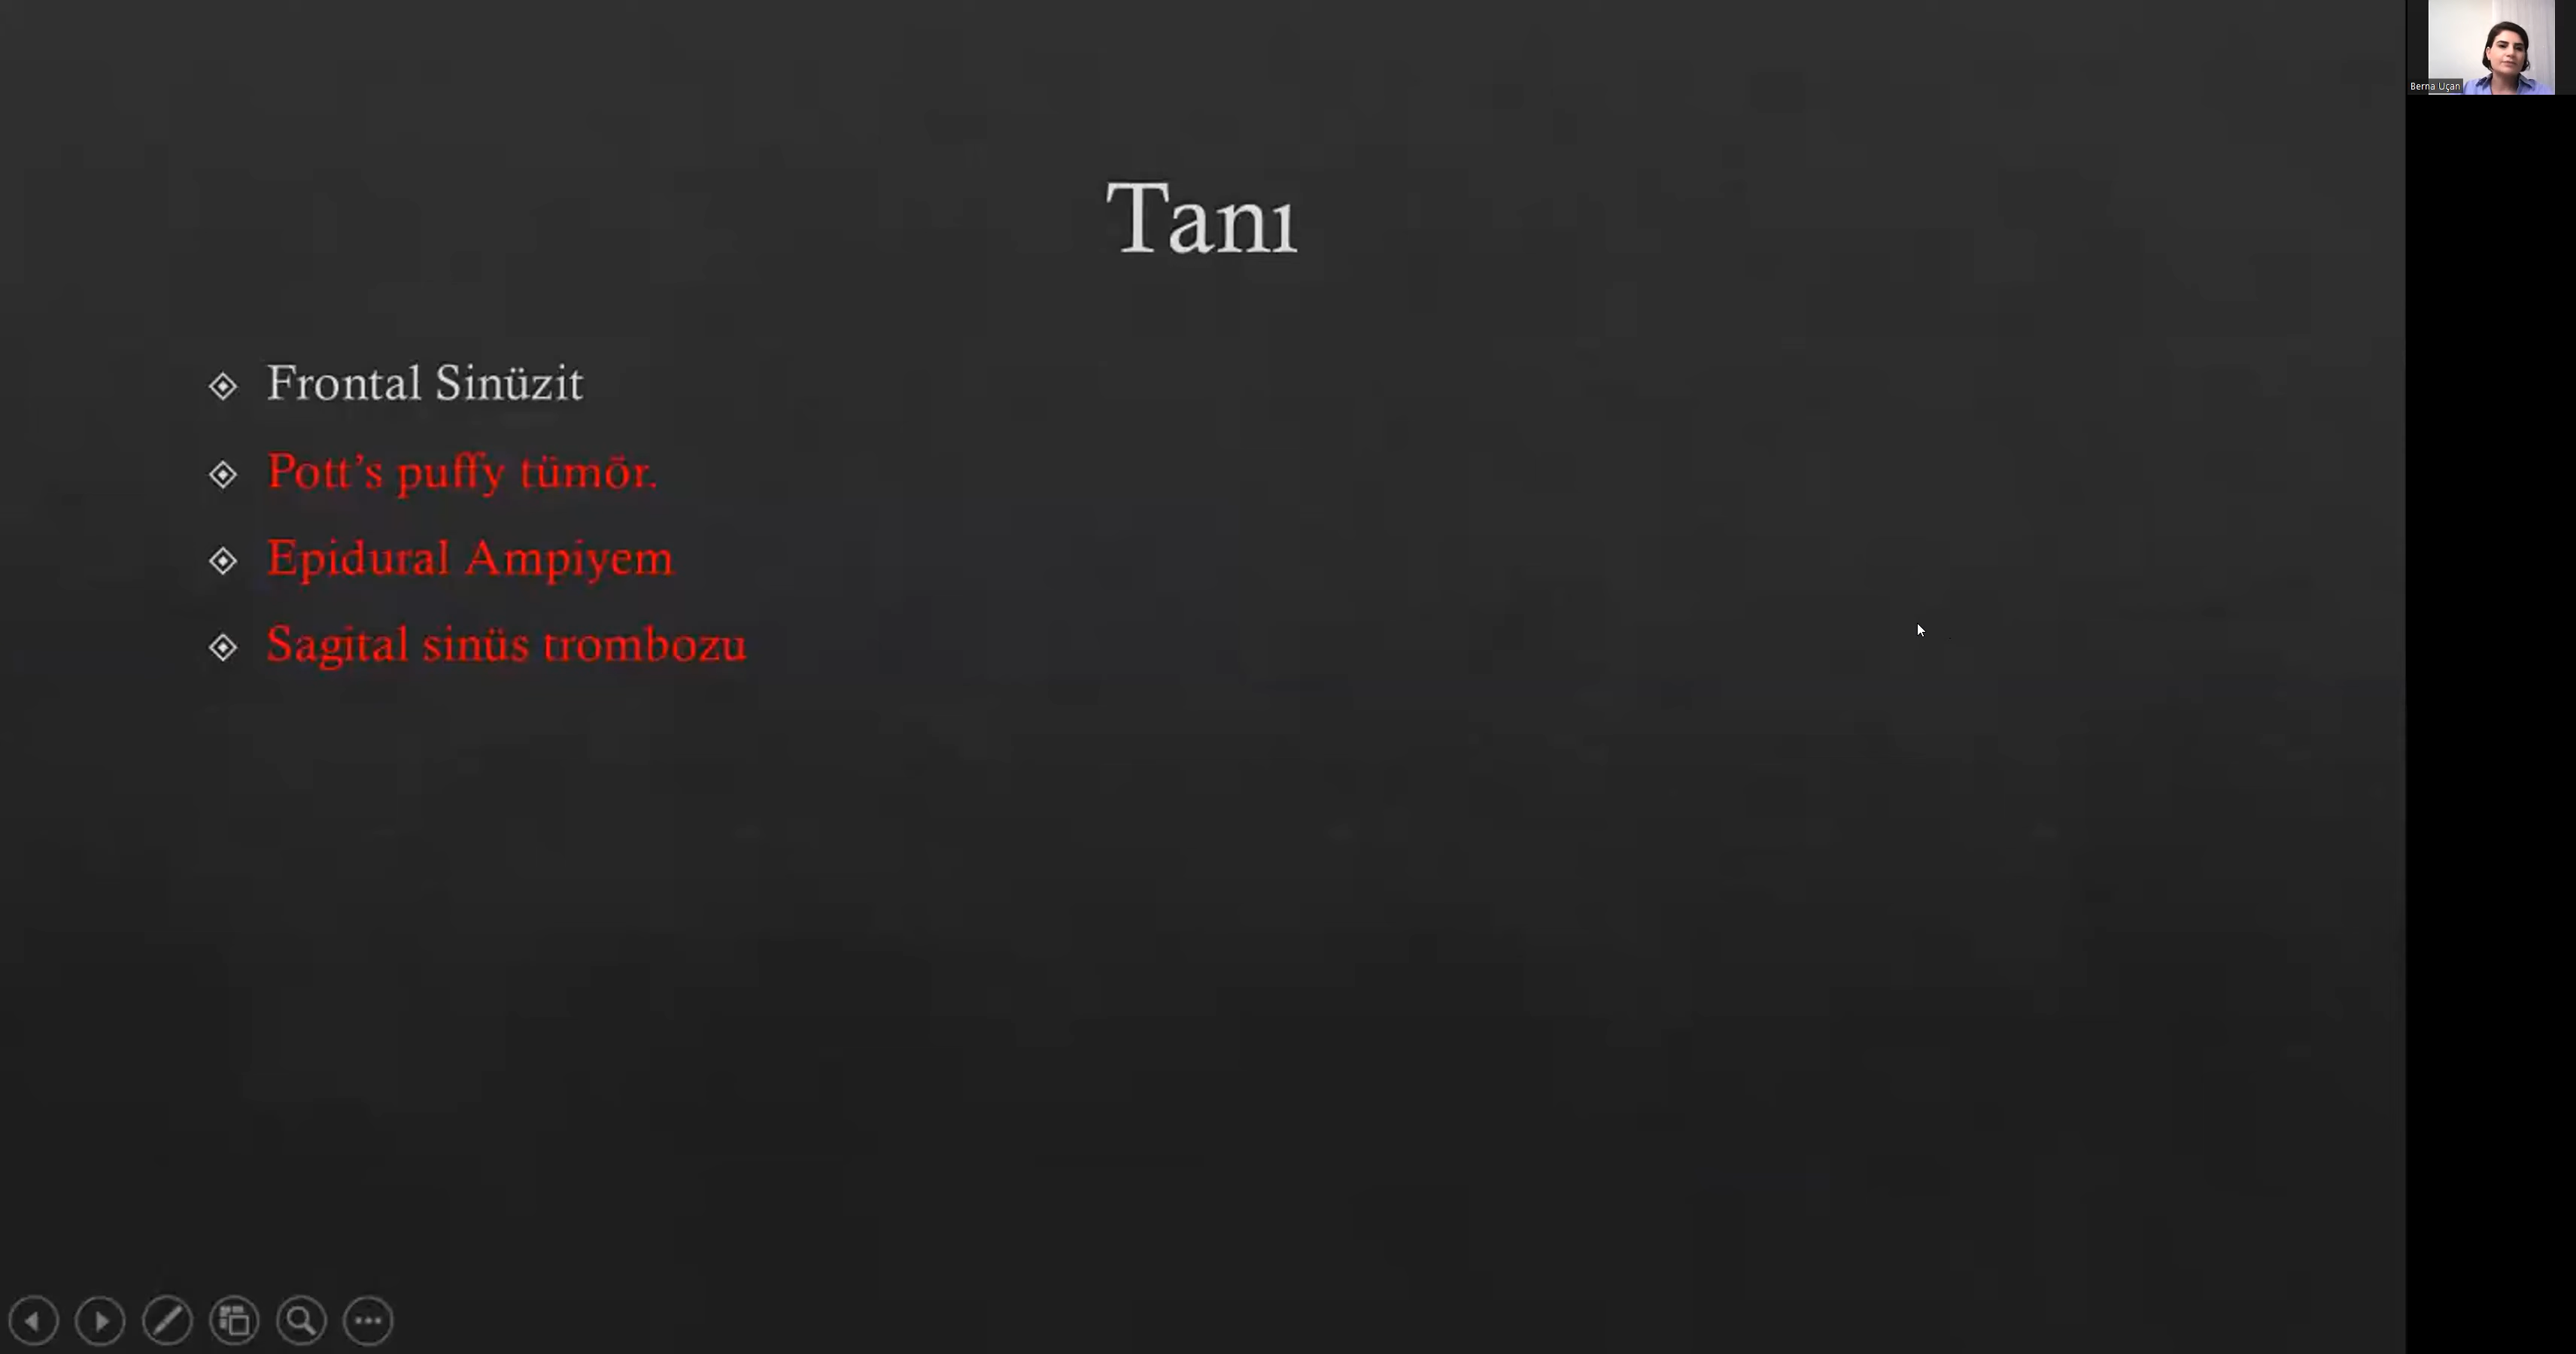 Tanı
Frontal Sinüzit
Pott’s puffy tümör.
Epidural Ampiyem
Sagital sinüs trombozu
Berna Uçan